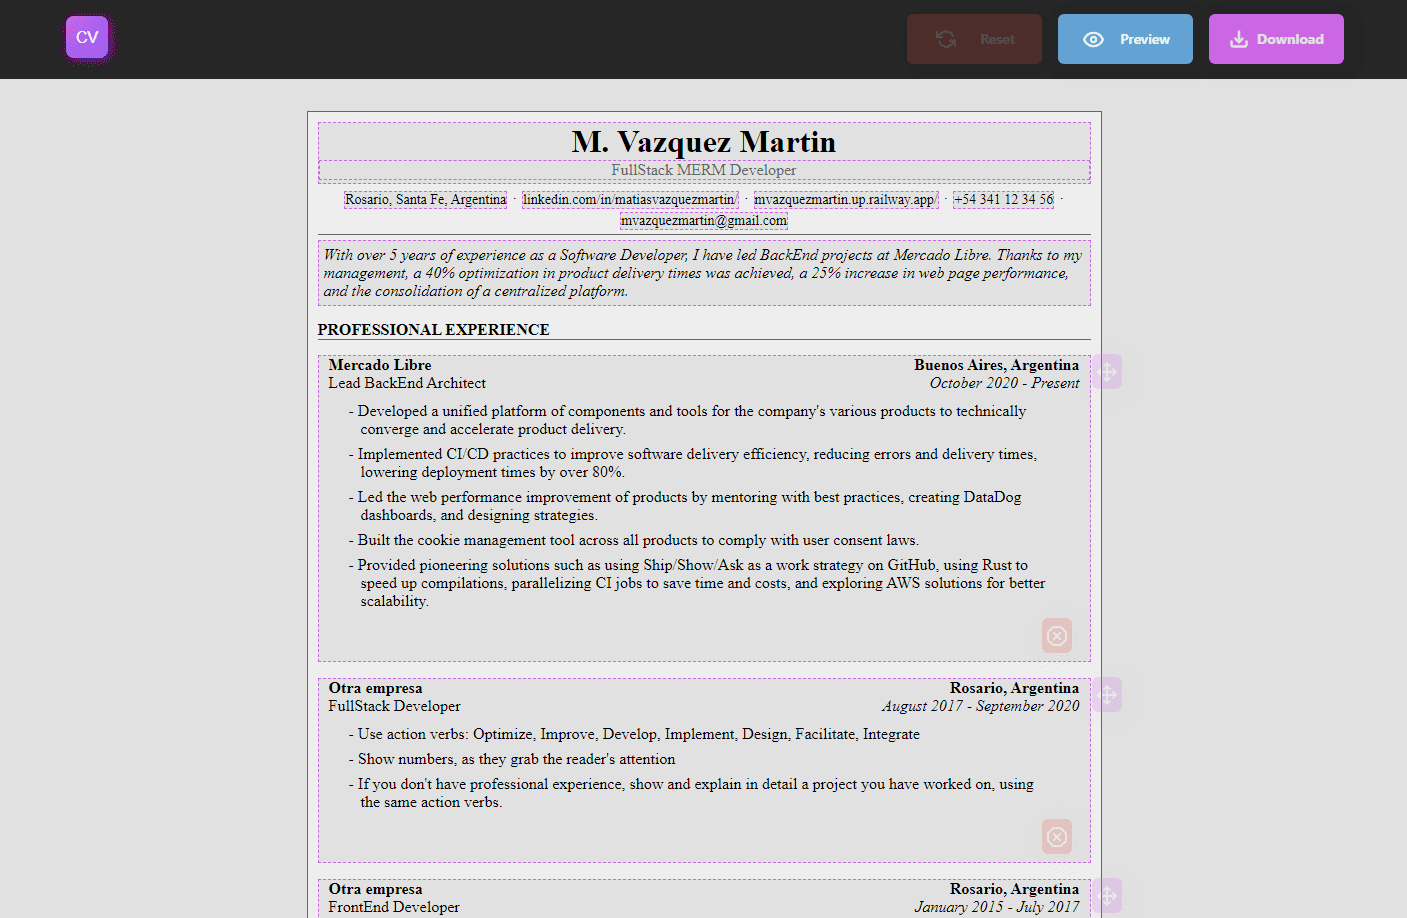 CV
Reset
Preview
Download
M. Vazquez Martin
FullStack MERM Developer
Rosario, Santa Fe, Argentina · linkedin.com/in/matiasvazquezmartin/ · mvazquezmartin.up.railway.app/ · +54 341 12 34 56 ·
mvazquezmartin@gmail.com
With over 5 years of experience as a Software Developer, I have led BackEnd projects at Mercado Libre. Thanks to my
management, a 40% optimization in product delivery times was achieved, a 25% increase in web page performance,
and the consolidation of a centralized platform.
PROFESSIONAL EXPERIENCE
Mercado Libre Buenos Aires, Argentina
Lead BackEnd Architect October 2020 - Present
- Developed a unified platform of components and tools for the company's various products to technically
converge and accelerate product delivery.
- Implemented CI/CD practices to improve software delivery efficiency, reducing errors and delivery times,
lowering deployment times by over 80%.
- Led the web performance improvement of products by mentoring with best practices, creating DataDog
dashboards, and designing strategies.
- Built the cookie management tool across all products to comply with user consent laws.
- Provided pioneering solutions such as using Ship/Show/Ask as a work strategy on GitHub, using Rust to
speed up compilations, parallelizing CI jobs to save time and costs, and exploring AWS solutions for better
scalability.
Otra empresa Rosario, Argentina
FullStack Developer August 2017 - September 2020
- Use action verbs: Optimize, Improve, Develop, Implement, Design, Facilitate, Integrate
- Show numbers, as they grab the reader's attention
- If you don't have professional experience, show and explain in detail a project you have worked on, using
the same action verbs.
Otra empresa Rosario, Argentina
FrontEnd Developer January 2015 - July 2017